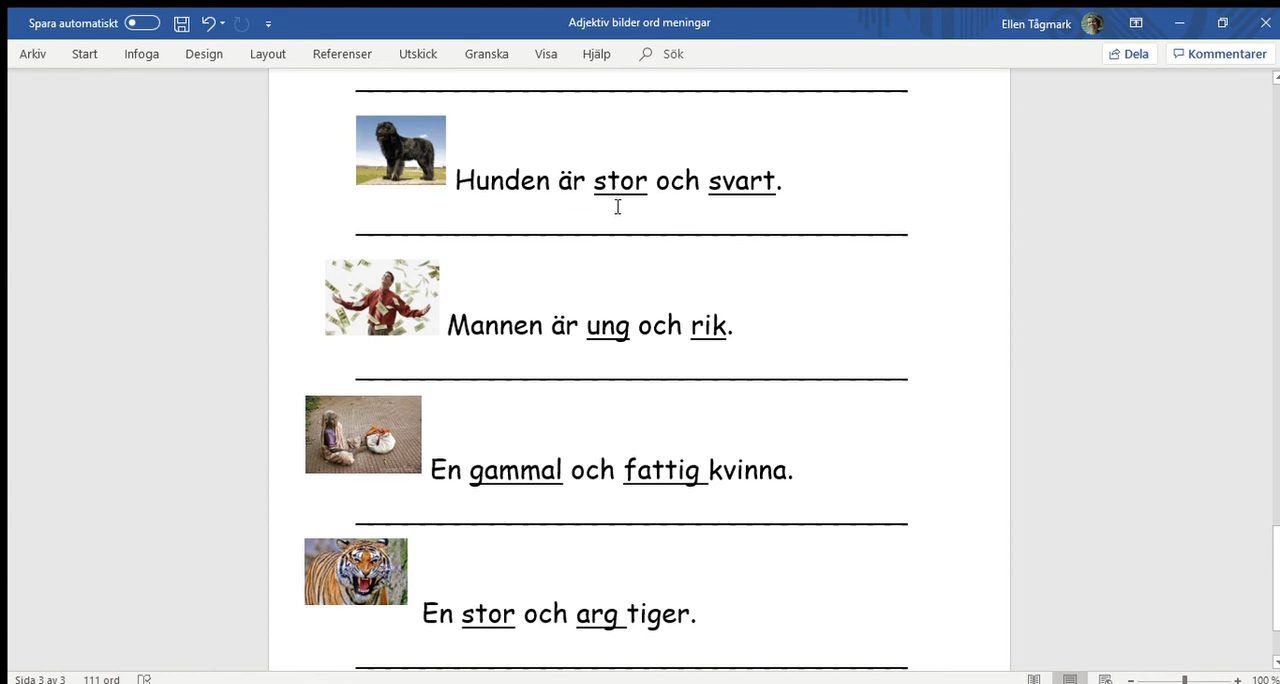 Spara automatiskt
Adjektiv bilder ord meningar
Ellen Tågmark
Arkiv Start Infoga Design Layout Referenser Utskick Granska Visa Hjälp Sök Dela Kommentarer
Hunden är stor och svart.
Mannen är ung och rik.
En gammal och fattig kvinna.
En stor och arg tiger.
Sida 3 av 3 111 ord 100 %